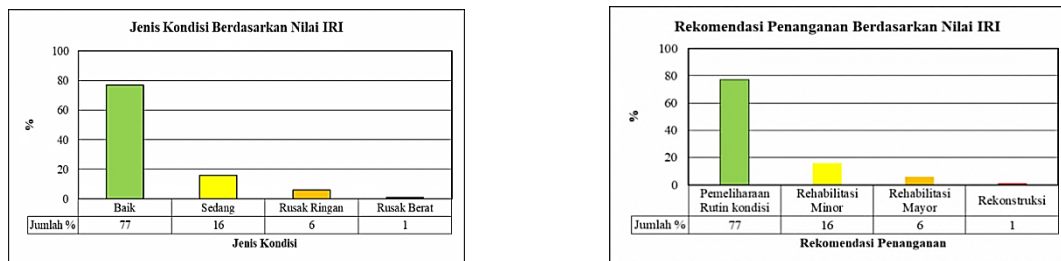 Jenis Kondisi Berdasarkan Nilai IRI
100
80
60
40
20
0
%
Baik Sedang Rusak Ringan Rusak Berat
Jumlah % 77 16 6 1
Jenis Kondisi
Rekomendasi Penanganan Berdasarkan Nilai IRI
100
80
60
40
20
0
%
Pemeliharaan Rehabilitasi Rehabilitasi Rekonstruksi
Rutin kondisi Minor Mayor
Jumlah % 77 16 6 1
Rekomendasi Penanganan